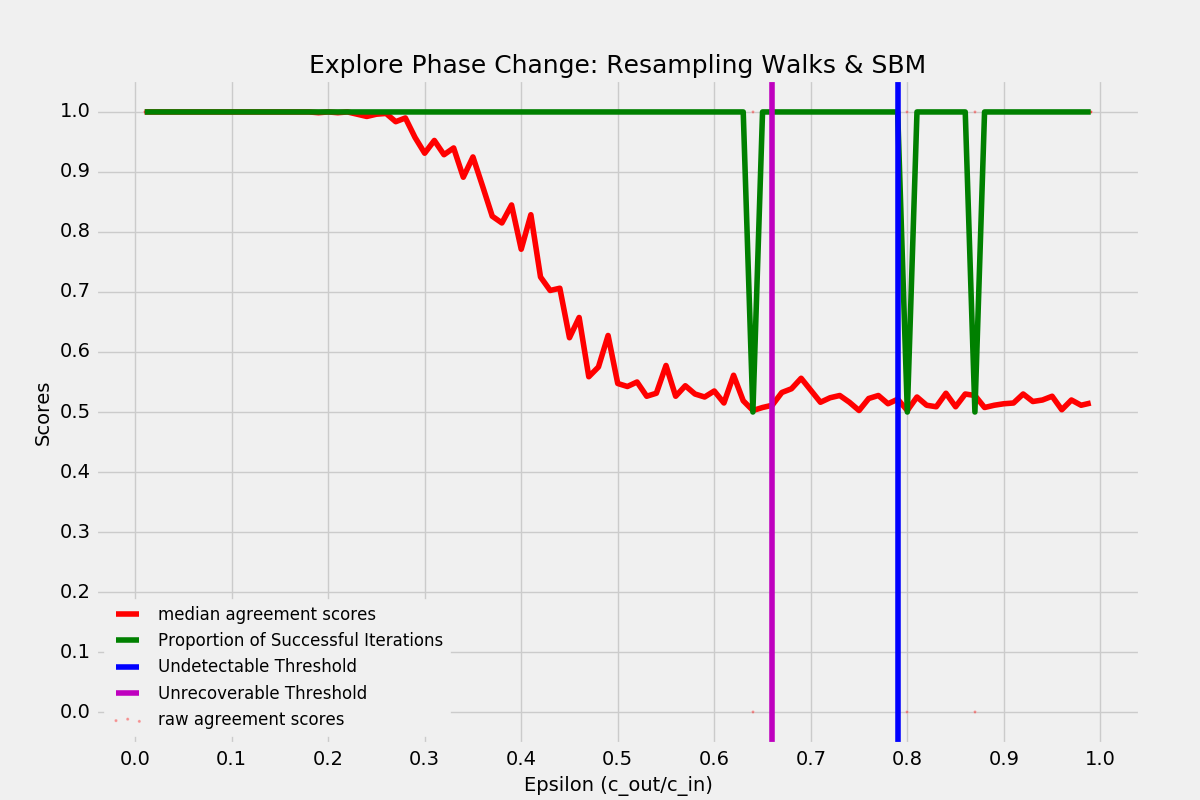 Explore Phase Change: Resampling Walks & SBM
1.0
0.9
0.8
0.7
0.6
0.5
0.4
0.3
0.2
0.1
0.0
Scores
median agreement scores
Proportion of Successful Iterations
Undetectable Threshold
Unrecoverable Threshold
raw agreement scores
0.0 0.1 0.2 0.3 0.4 0.5 0.6 0.7 0.8 0.9 1.0
Epsilon (c_out/c_in)